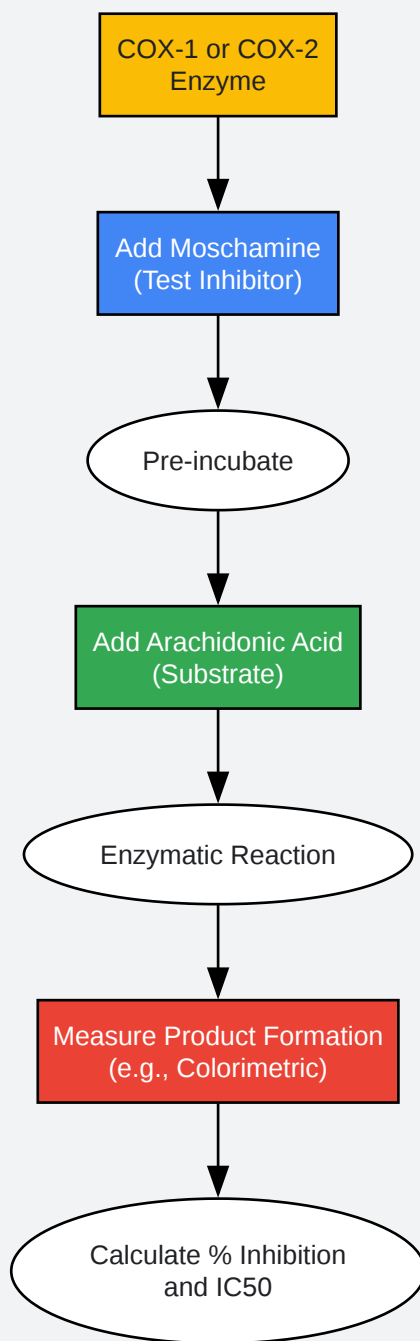 COX-1 or COX-2
Enzyme
Add Moschamine
(Test Inhibitor)
Pre-incubate
Add Arachidonic Acid
(Substrate)
Enzymatic Reaction
Measure Product Formation
(e.g., Colorimetric)
Calculate % Inhibition
and IC50